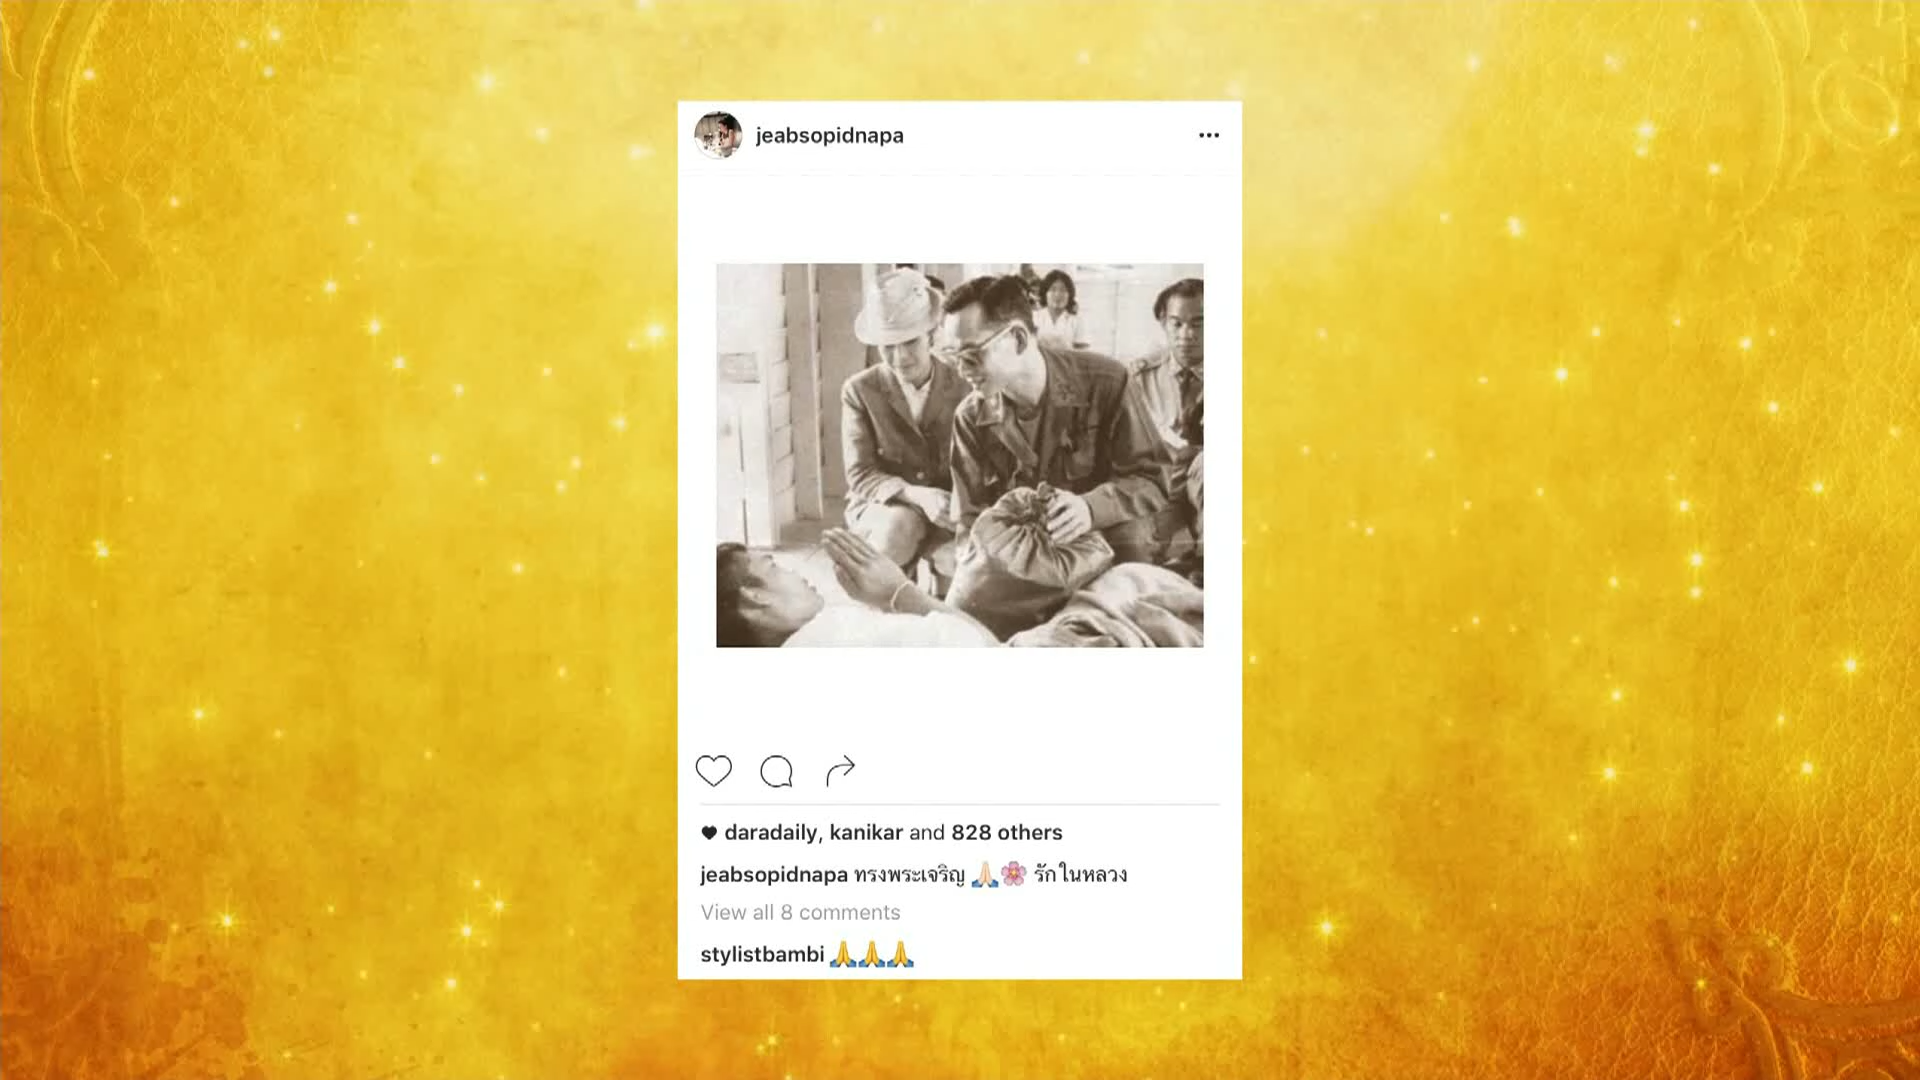 jeabsopidnapa
daradaily, kanikar and 828 others
jeabsopidnapa ทรงพระเจริญ 🙏🏻🌸 รักในหลวง
View all 8 comments
stylistbambi 🙏🙏🙏